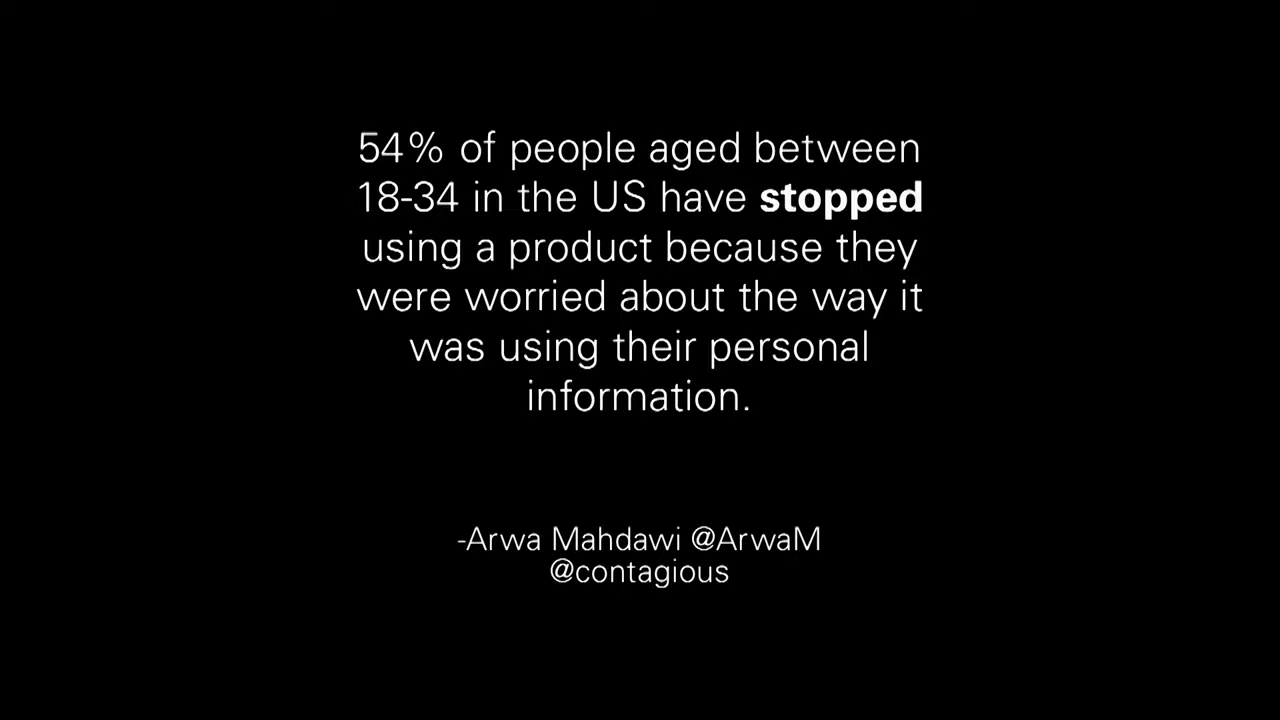 54% of people aged between
18-34 in the US have stopped
using a product because they
were worried about the way it
was using their personal
information.
-Arwa Mahdawi @ArwaM
@contagious